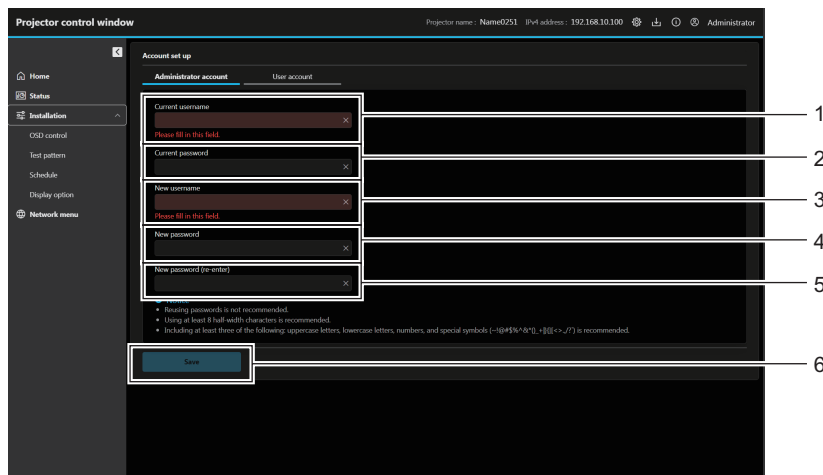 Projector control window
Projector name : Name0251 IPv4 address : 192.168.10.100 Administrator
Account set up
Home
Administrator account User account
Status
Current username
1
Installation
Please fill in this field.
OSD control
Current password
2
Test pattern
Schedule
New username
3
Display option
Please fill in this field.
Network menu
New password
4
New password (re-enter)
5
Reusing passwords is not recommended.
Using at least 8 half-width characters is recommended.
Including at least three of the following: uppercase letters, lowercase letters, numbers, and special symbols is recommended.
Save
6